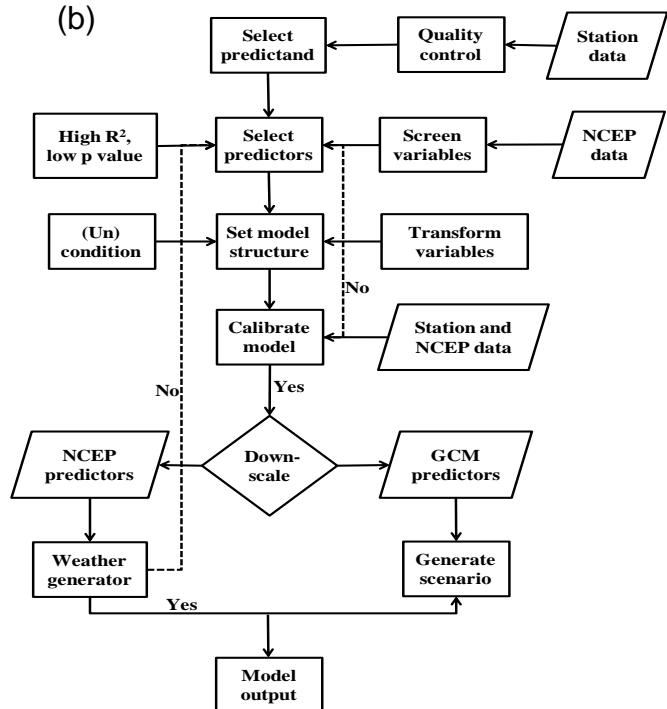 (b)
Select
predictand
Quality
control
Station
data
High R², 
low p value
Select
predictors
Screen
variables
NCEP
data
(Un)
condition
Set model
structure
Transform
variables
No
Calibrate
model
Station and
NCEP data
No
Yes
NCEP
predictors
Down-
scale
GCM
predictors
Weather
generator
Generate
scenario
Yes
Model
output